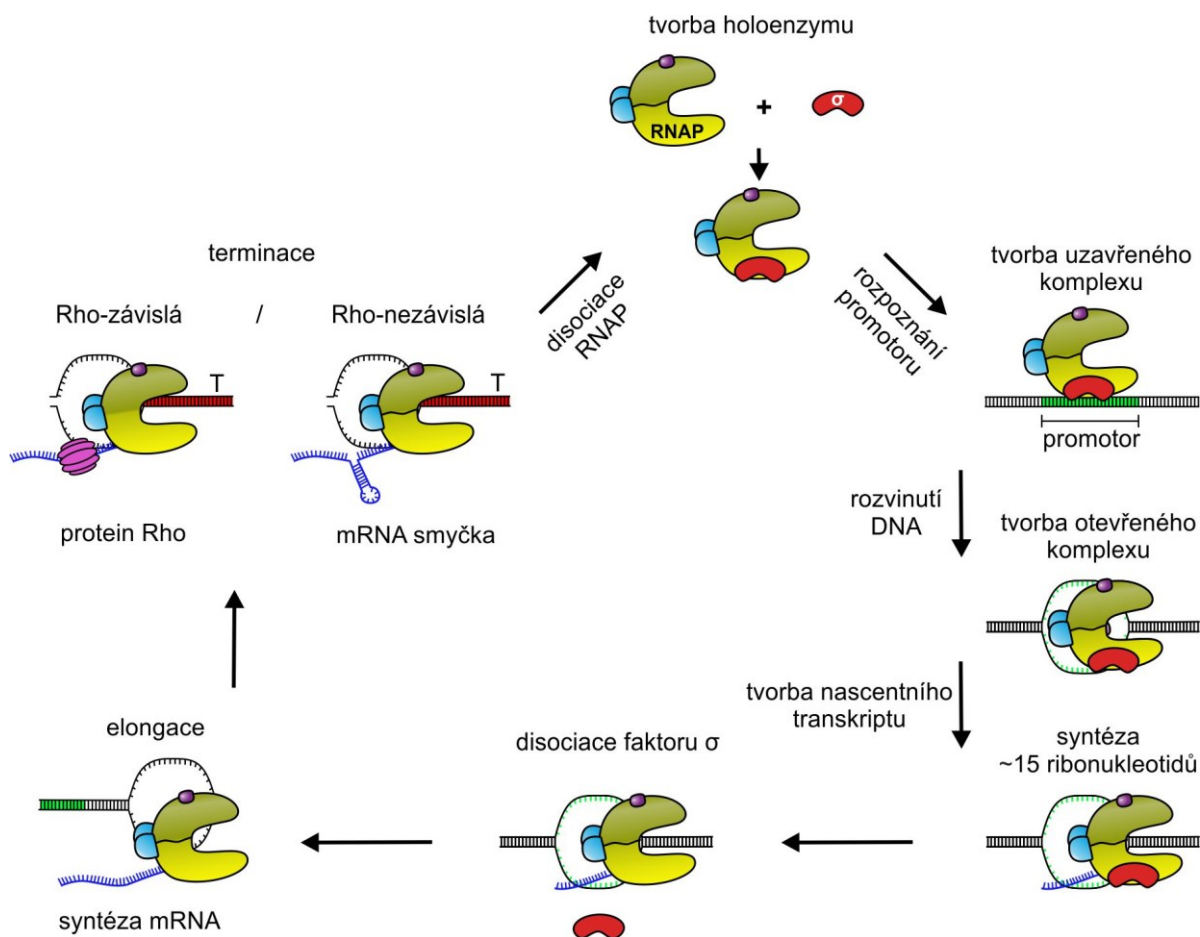 tvorba holoenzymu
RNAP
+
σ
rozpoznání
promotoru
tvorba uzavřeného
komplexu
promotor
rozvinutí
DNA
tvorba otevřeného
komplexu
tvorba nascentního
transkriptu
syntéza
~15 ribonukleotidů
disociace faktoru σ
elongace
syntéza mRNA
terminace
Rho-závislá / Rho-nezávislá
T
T
protein Rho
mRNA smyčka
disociace
RNAP